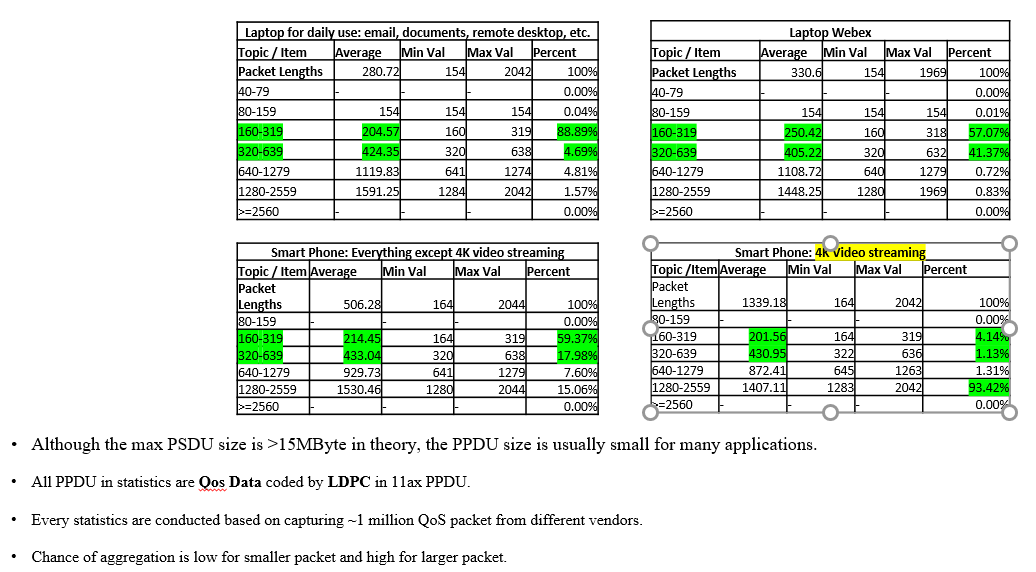 Laptop for daily use: email, documents, remote desktop, etc.
Topic / Item Average Min Val Max Val Percent
Packet Lengths 280.72 154 2042 100%
40-79 - - - 0.00%
80-159 154 154 154 0.04%
160-319 204.57 160 319 88.89%
320-639 424.35 320 638 4.69%
640-1279 1119.83 641 1274 4.81%
1280-2559 1591.25 1284 2042 1.57%
>=2560 - - - 0.00%
Laptop Webex
Topic / Item Average Min Val Max Val Percent
Packet Lengths 330.6 154 1969 100%
40-79 - - - 0.00%
80-159 154 154 154 0.01%
160-319 250.42 160 318 57.07%
320-639 405.22 320 632 41.37%
640-1279 1108.72 640 1279 0.72%
1280-2559 1448.25 1280 1969 0.83%
>=2560 - - - 0.00%
Smart Phone: Everything except 4K video streaming
Topic / Item Average Min Val Max Val Percent
Packet
Lengths 506.28 164 2044 100%
80-159 - - - 0.00%
160-319 214.45 164 319 59.37%
320-639 433.04 320 638 17.98%
640-1279 929.73 641 1279 7.60%
1280-2559 1530.46 1280 2044 15.06%
>=2560 - - - 0.00%
Smart Phone: 4K Video streaming
Topic /Item Average Min Val Max Val Percent
Packet
Lengths 1339.18 164 2042 100%
80-159 - - - 0.00%
160-319 201.56 164 319 4.14%
320-639 430.95 322 636 1.13%
640-1279 872.41 645 1263 1.31%
1280-2559 1407.11 1283 2042 93.42%
>=2560 - - - 0.00%
• Although the max PSDU size is >15MByte in theory, the PPDU size is usually small for many applications.
• All PPDU in statistics are Qos Data coded by LDPC in 11ax PPDU.
• Every statistics are conducted based on capturing ~1 million QoS packet from different vendors.
• Chance of aggregation is low for smaller packet and high for larger packet.